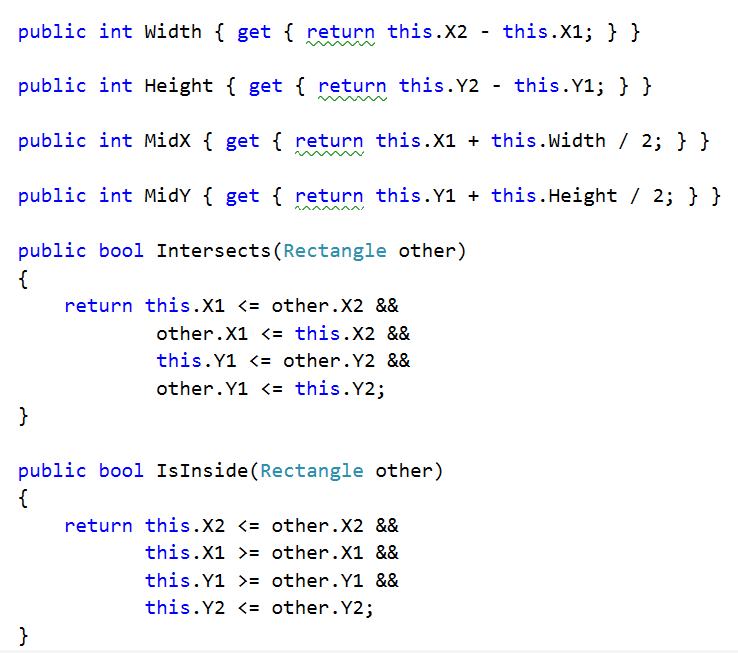 public int Width { get { return this.X2 - this.X1; } }
public int Height { get { return this.Y2 - this.Y1; } }
public int MidX { get { return this.X1 + this.Width / 2; } }
public int MidY { get { return this.Y1 + this.Height / 2; } }
public bool Intersects(Rectangle other)
{
    return this.X1 <= other.X2 &&
            other.X1 <= this.X2 &&
            this.Y1 <= other.Y2 &&
            other.Y1 <= this.Y2;
}
public bool IsInside(Rectangle other)
{
    return this.X2 <= other.X2 &&
           this.X1 >= other.X1 &&
           this.Y1 >= other.Y1 &&
           this.Y2 <= other.Y2;
}